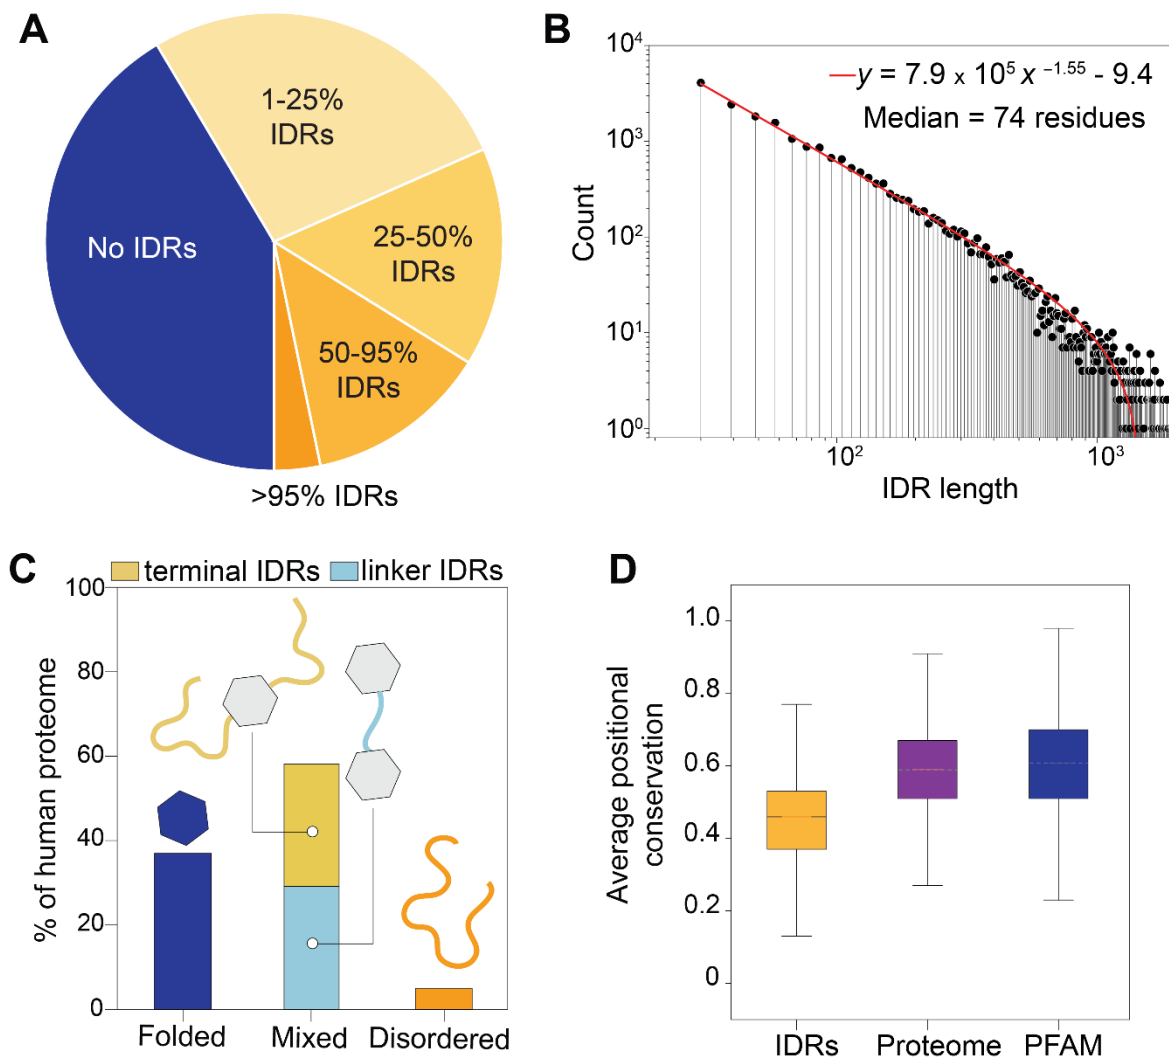 A
1-25%
IDRs
No IDRs
25-50%
IDRs
50-95%
IDRs
>95% IDRs
B
y = 7.9 x 10⁵ x ⁻¹·⁵⁵ - 9.4
Median = 74 residues
Count
10⁴
10³
10²
10¹
10⁰
10² 10³
IDR length
C
terminal IDRs linker IDRs
% of human proteome
100
80
60
40
20
0
Folded Mixed Disordered
D
Average positional
conservation
1.0
0.8
0.6
0.4
0.2
0
IDRs Proteome PFAM